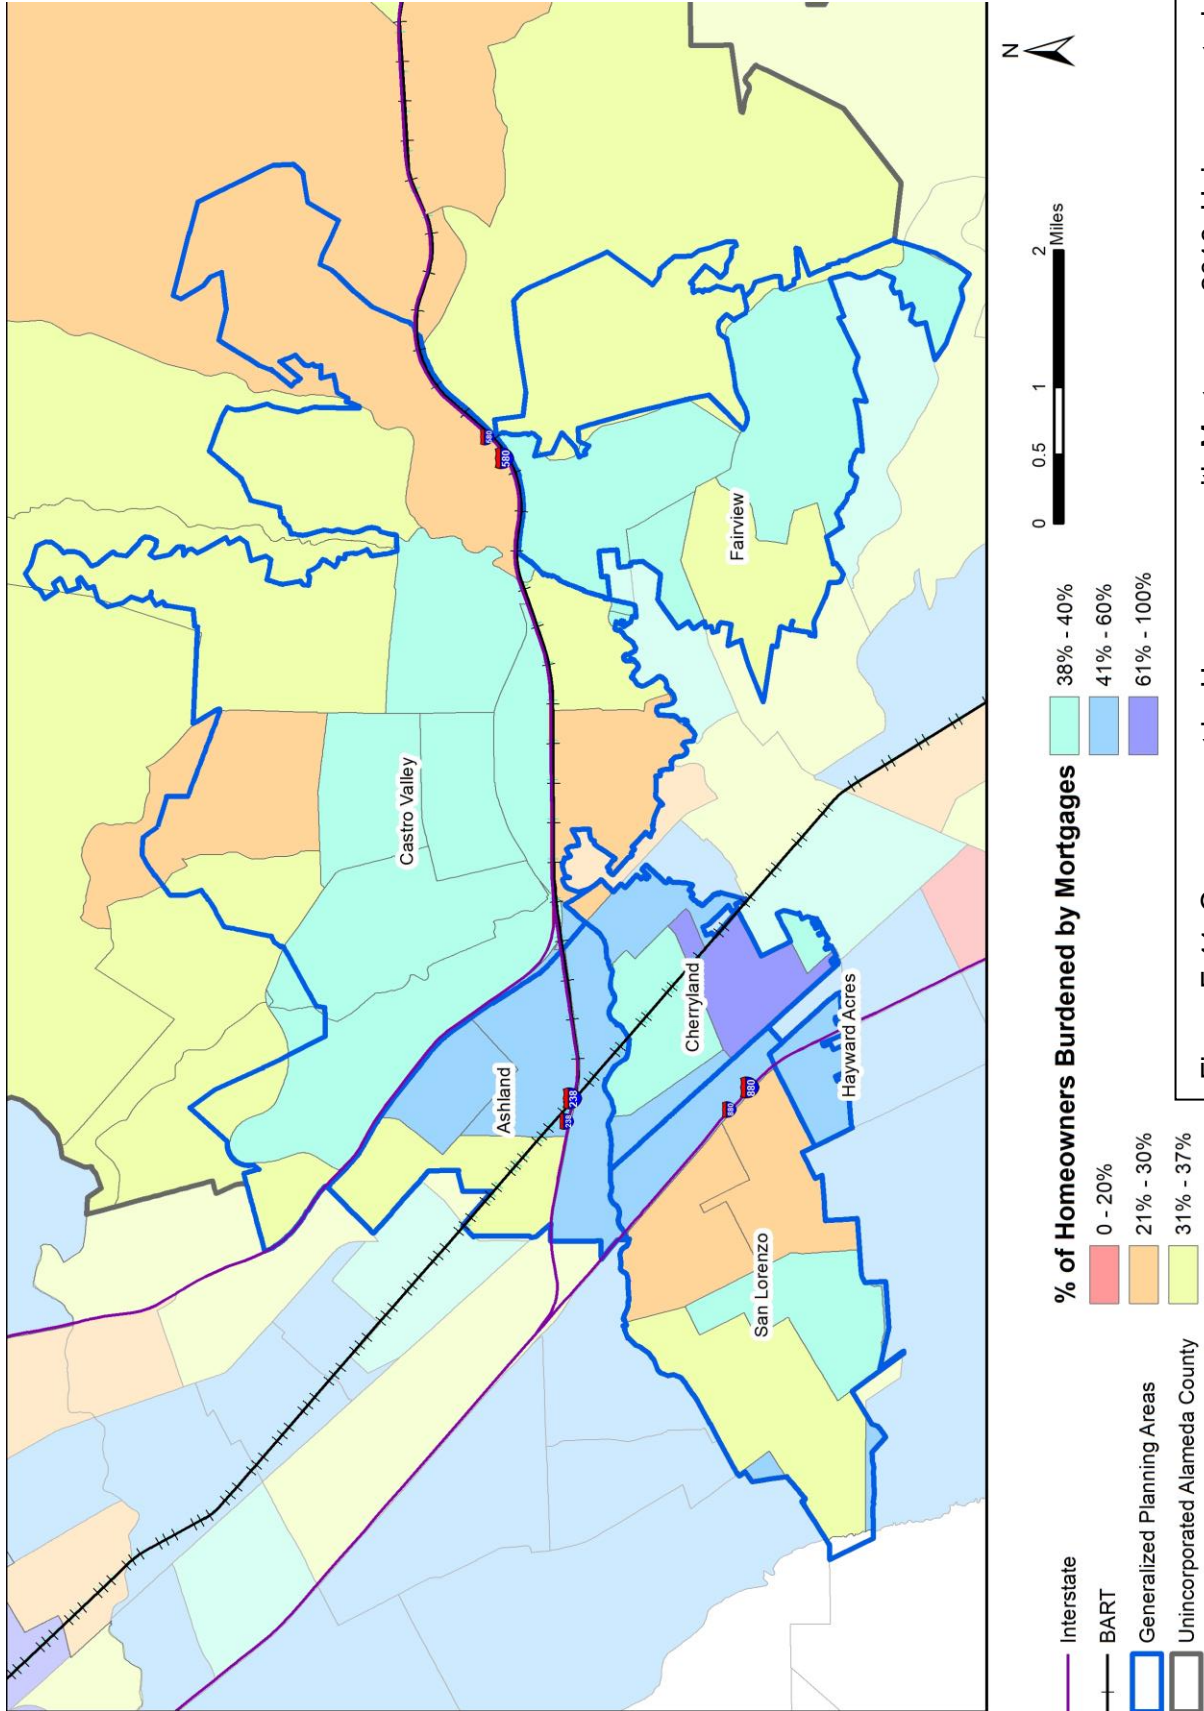 Castro Valley
580
Ashland
238
Cherryland
Fairview
880
San Lorenzo
Hayward Acres
N
Interstate
BART
Generalized Planning Areas
Unincorporated Alameda County
% of Homeowners Burdened by Mortgages
0 - 20%
21% - 30%
31% - 37%
38% - 40%
41% - 60%
61% - 100%
0 0.5 1 2
Miles